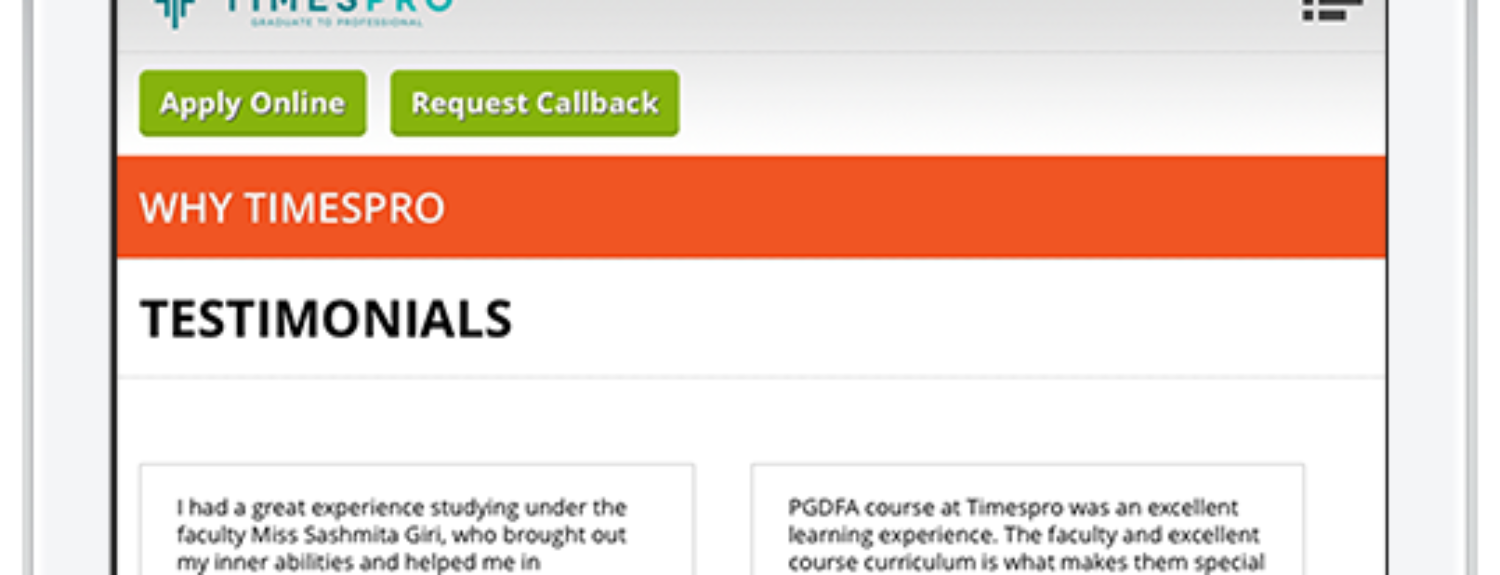 TIMESPRO
GRADUATE TO PROFESSIONAL
Apply Online
Request Callback
WHY TIMESPRO
TESTIMONIALS
I had a great experience studying under the
faculty Miss Sashmita Giri, who brought out
my inner abilities and helped me in
PGDFA course at Timespro was an excellent
learning experience. The faculty and excellent
course curriculum is what makes them special